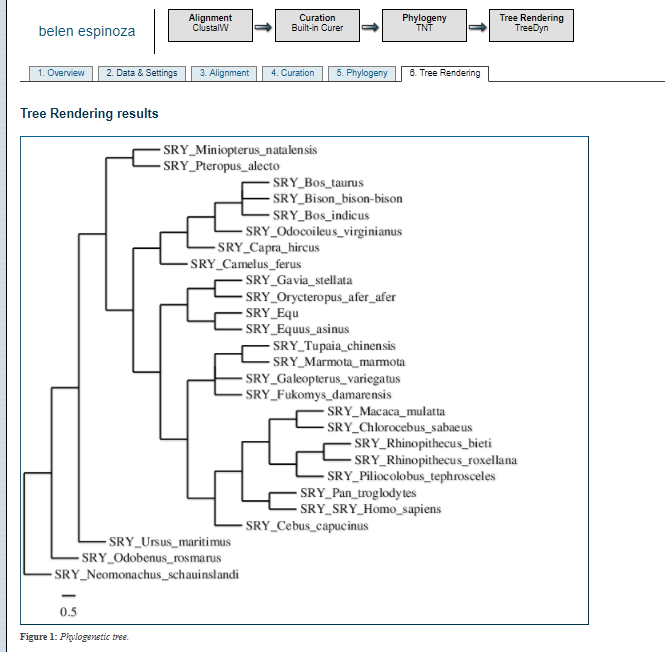 belen espinoza
Alignment
ClustalW
Curation
Built-in Curer
Phylogeny
TNT
Tree Rendering
TreeDyn
1. Overview
2. Data & Settings
3. Alignment
4. Curation
5. Phylogeny
6. Tree Rendering
Tree Rendering results
SRY_Miniopterus_natalensis
SRY_Pteropus_alecto
SRY_Bos_taurus
SRY_Bison_bison-bison
SRY_Bos_indicus
SRY_Odocoileus_virginianus
SRY_Capra_hircus
SRY_Camelus_ferus
SRY_Gavia_stellata
SRY_Orycteropus_afer_afer
SRY_Equ
SRY_Equus_asinus
SRY_Tupaia_chinensis
SRY_Marmota_marmota
SRY_Galeopterus_variegatus
SRY_Fukomys_damarensis
SRY_Macaca_mulatta
SRY_Chlorocebus_sabaeus
SRY_Rhinopithecus_bieti
SRY_Rhinopithecus_roxellana
SRY_Piliocolobus_tephrosceles
SRY_Pan_troglodytes
SRY_SRY_Homo_sapiens
SRY_Cebus_capucinus
SRY_Ursus_maritimus
SRY_Odobenus_rosmarus
SRY_Neomonachus_schauinslandi
0.5
Figure 1: Phylogenetic tree.